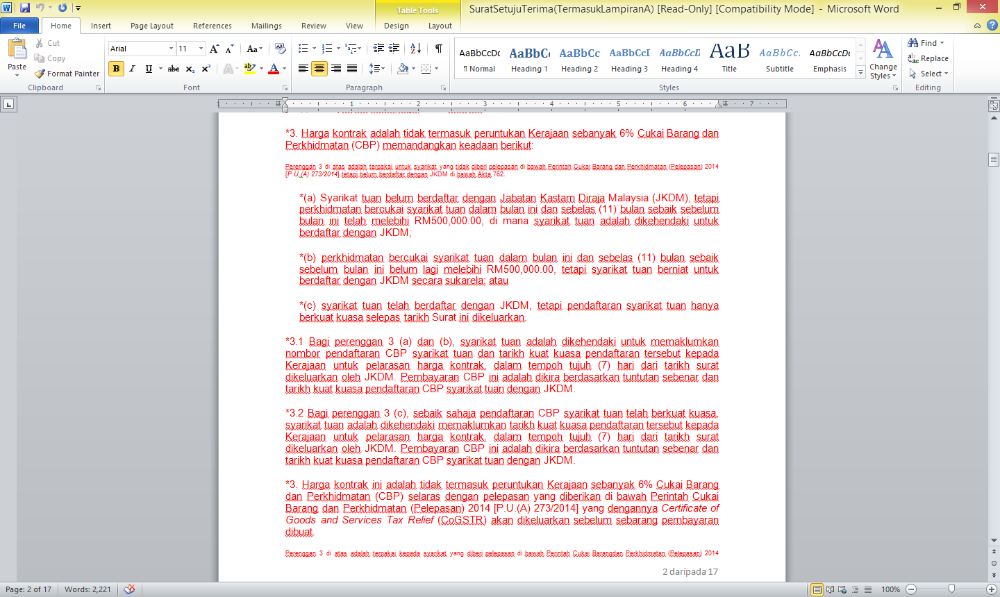 Table Tools
SuratSetujuTerima(TermasukLampiranA) [Read-Only] [Compatibility Mode] - Microsoft Word
File Home Insert Page Layout References Mailings Review View Design Layout
Paste
Cut
Copy
Format Painter
Clipboard
Arial 11
Font
Paragraph
AaBbCcDc AaBbCc AaBbCc AaBbCcI AaBbCcD AaB AaBbCcI AaBbCcDc
¶ Normal Heading 1 Heading 2 Heading 3 Heading 4 Title Subtitle Emphasis
Styles
Change Styles
Find
Replace
Select
Editing
1 1 2 3 4 5 6 7
*3. Harga kontrak adalah tidak termasuk peruntukan Kerajaan sebanyak 6% Cukai Barang dan
Perkhidmatan (CBP) memandangkan keadaan berikut:
Perenggan 3 di atas adalah terpakai untuk syarikat yang tidak diberi pelepasan di bawah Perintah Cukai Barang dan Perkhidmatan (Pelepasan) 2014
[P.U.(A) 273/2014] tetapi belum berdaftar dengan JKDM di bawah Akta 762.
*(a) Syarikat tuan belum berdaftar dengan Jabatan Kastam Diraja Malaysia (JKDM), tetapi
perkhidmatan bercukai syarikat tuan dalam bulan ini dan sebelas (11) bulan sebaik sebelum
bulan ini telah melebihi RM500,000.00, di mana syarikat tuan adalah dikehendaki untuk
berdaftar dengan JKDM;
*(b) perkhidmatan bercukai syarikat tuan dalam bulan ini dan sebelas (11) bulan sebaik
sebelum bulan ini belum lagi melebihi RM500,000.00, tetapi syarikat tuan berniat untuk
berdaftar dengan JKDM secara sukarela; atau
*(c) syarikat tuan telah berdaftar dengan JKDM, tetapi pendaftaran syarikat tuan hanya
berkuat kuasa selepas tarikh Surat ini dikeluarkan.
*3.1 Bagi perenggan 3 (a) dan (b), syarikat tuan adalah dikehendaki untuk memaklumkan
nombor pendaftaran CBP syarikat tuan dan tarikh kuat kuasa pendaftaran tersebut kepada
Kerajaan untuk pelarasan harga kontrak, dalam tempoh tujuh (7) hari dari tarikh surat
dikeluarkan oleh JKDM. Pembayaran CBP ini adalah dikira berdasarkan tuntutan sebenar dan
tarikh kuat kuasa pendaftaran CBP syarikat tuan dengan JKDM.
*3.2 Bagi perenggan 3 (c), sebaik sahaja pendaftaran CBP syarikat tuan telah berkuat kuasa,
syarikat tuan adalah dikehendaki memaklumkan tarikh kuat kuasa pendaftaran tersebut kepada
Kerajaan untuk pelarasan harga kontrak, dalam tempoh tujuh (7) hari dari tarikh surat
dikeluarkan oleh JKDM. Pembayaran CBP ini adalah dikira berdasarkan tuntutan sebenar dan
tarikh kuat kuasa pendaftaran CBP syarikat tuan dengan JKDM.
*3. Harga kontrak ini adalah tidak termasuk peruntukan Kerajaan sebanyak 6% Cukai Barang
dan Perkhidmatan (CBP) selaras dengan pelepasan yang diberikan di bawah Perintah Cukai
Barang dan Perkhidmatan (Pelepasan) 2014 [P.U.(A) 273/2014] yang dengannya Certificate of
Goods and Services Tax Relief (CoGSTR) akan dikeluarkan sebelum sebarang pembayaran
dibuat.
Perenggan 3 di atas adalah terpakai kepada syarikat yang diberi pelepasan di bawah Perintah Cukai Barangdan Perkhidmatan (Pelepasan) 2014
2 daripada 17
Page: 2 of 17 Words: 2,221 100%